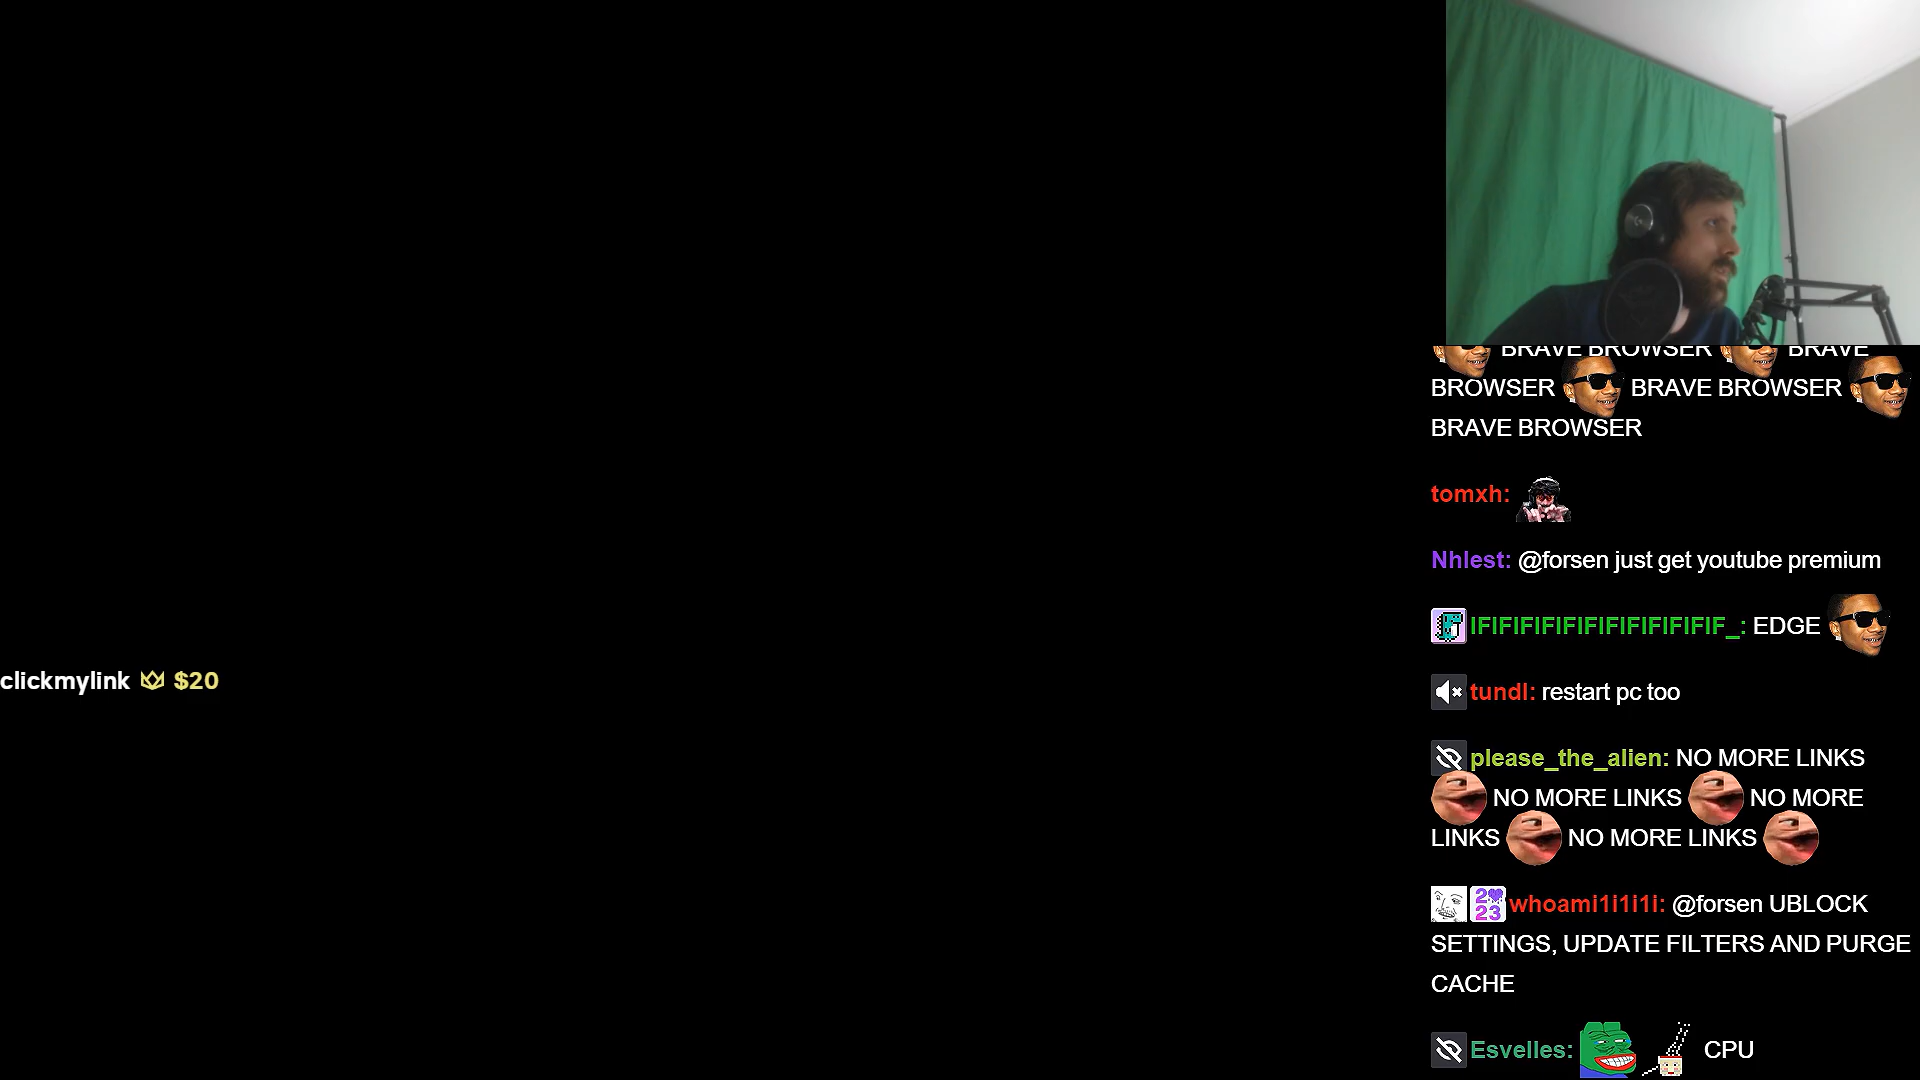 BRAVE BROWSER BRAVE
BROWSER BRAVE BROWSER
BRAVE BROWSER
tomxh:
Nhlest: @forsen just get youtube premium
IFIFIFIFIFIFIFIFIFIFIFIF_: EDGE
clickmylink $20
tundl: restart pc too
please_the_alien: NO MORE LINKS
NO MORE LINKS NO MORE
LINKS NO MORE LINKS
2023 whoami1i1i1i: @forsen UBLOCK
SETTINGS, UPDATE FILTERS AND PURGE
CACHE
Esvelles: CPU